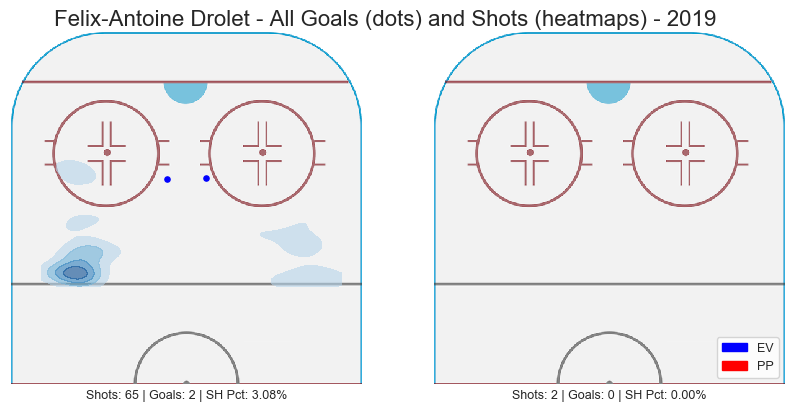 Felix-Antoine Drolet - All Goals (dots) and Shots (heatmaps) - 2019
EV
PP
Shots: 65 | Goals: 2 | SH Pct: 3.08%
Shots: 2 | Goals: 0 | SH Pct: 0.00%